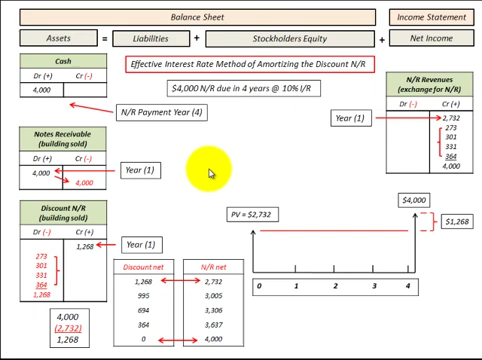 Balance Sheet
Income Statement
Assets
=
Liabilities
+
Stockholders Equity
+
Net Income
Effective Interest Rate Method of Amortizing the Discount N/R
$4,000 N/R due in 4 years @ 10% I/R
Cash
Dr (+) Cr (-)
4,000
N/R Payment Year (4)
N/R Revenues
(exchange for N/R)
Dr (-) Cr (+)
Year (1)
2,732
273
301
331
364
4,000
Notes Receivable
(building sold)
Dr (+) Cr (-)
4,000
4,000
Year (1)
Discount N/R
(building sold)
Dr (-) Cr (+)
1,268
Year (1)
273
301
331
364
1,268
4,000
(2,732)
1,268
Discount net N/R net
1,268 2,732
995 3,005
694 3,306
364 3,637
0 4,000
PV = $2,732
$4,000
$1,268
0 1 2 3 4